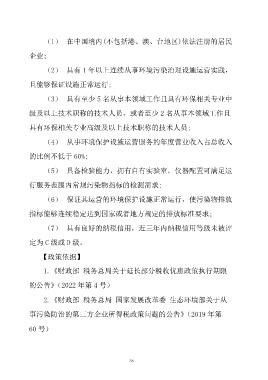 （1） 在中国境内(不包括港、澳、台地区)依法注册的居民
企业；
（2） 具有1年以上连续从事环境污染治理设施运营实践，
且能够保证设施正常运行；
（3） 具有至少5名从事本领域工作且具有环保相关专业中
级及以上技术职称的技术人员，或者至少2名从事本领域工作且
具有环保相关专业高级及以上技术职称的技术人员；
（4） 从事环境保护设施运营服务的年度营业收入占总收入
的比例不低于60%；
（5） 具备检验能力，拥有自有实验室，仪器配置可满足运
行服务范围内常规污染物指标的检测需求；
（6） 保证其运营的环境保护设施正常运行，使污染物排放
指标能够连续稳定达到国家或者地方规定的排放标准要求；
（7） 具有良好的纳税信用，近三年内纳税信用等级未被评
定为C级或D级。
【政策依据】
1.《财政部 税务总局关于延长部分税收优惠政策执行期限
的公告》（2022年第4号）
2.《财政部 税务总局 国家发展改革委 生态环境部关于从
事污染防治的第三方企业所得税政策问题的公告》（2019年第
60号）